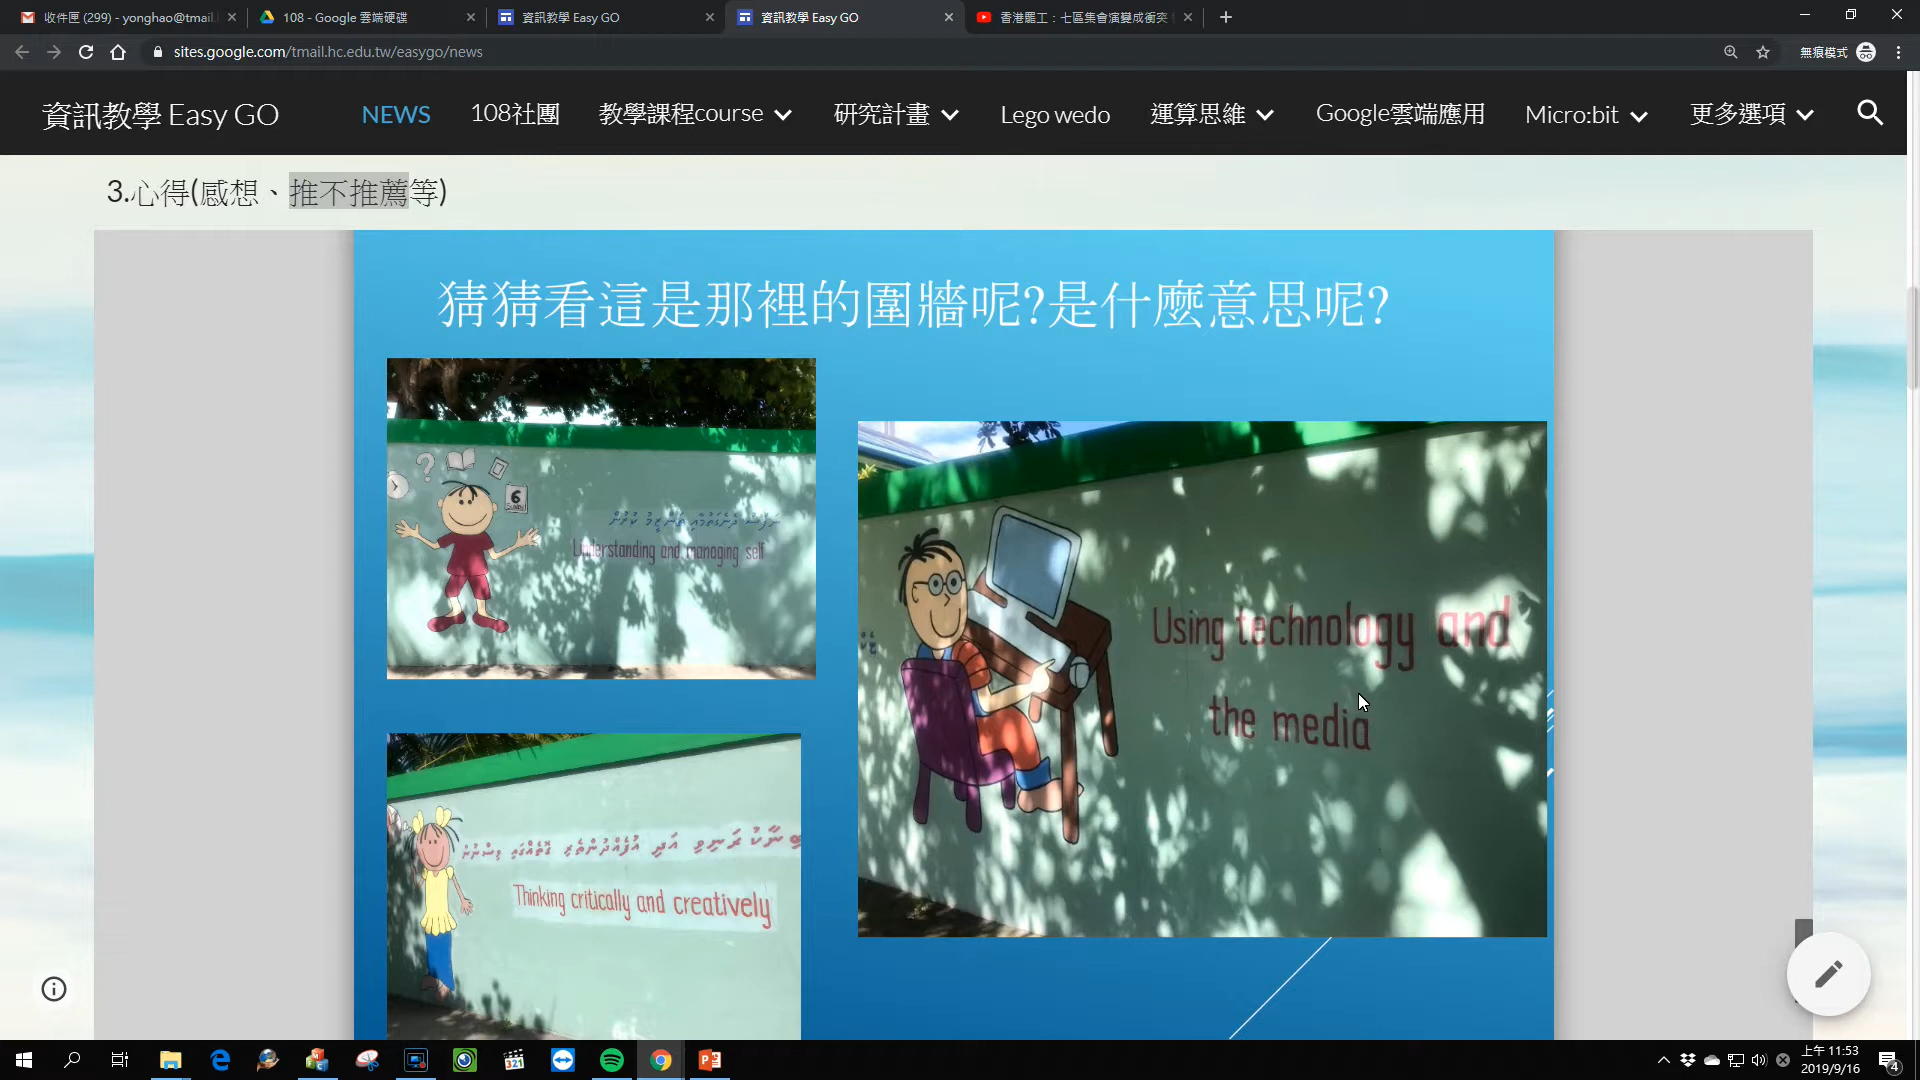 收件匣 (299) - yonghao@tmail.
108 - Google 雲端硬碟
資訊教學 Easy GO
資訊教學 Easy GO
香港罷工：七區集會演變成衝突
sites.google.com/tmail.hc.edu.tw/easygo/news
無痕模式
資訊教學 Easy GO
NEWS
108社團
教學課程course
研究計畫
Lego wedo
運算思維
Google雲端應用
Micro:bit
更多選項
3.心得(感想、推不推薦等)
猜猜看這是那裡的圍牆呢?是什麼意思呢?
6
Understanding and managing self
Using technology and
the media
Thinking critically and creatively
上午 11:53
2019/9/16
4